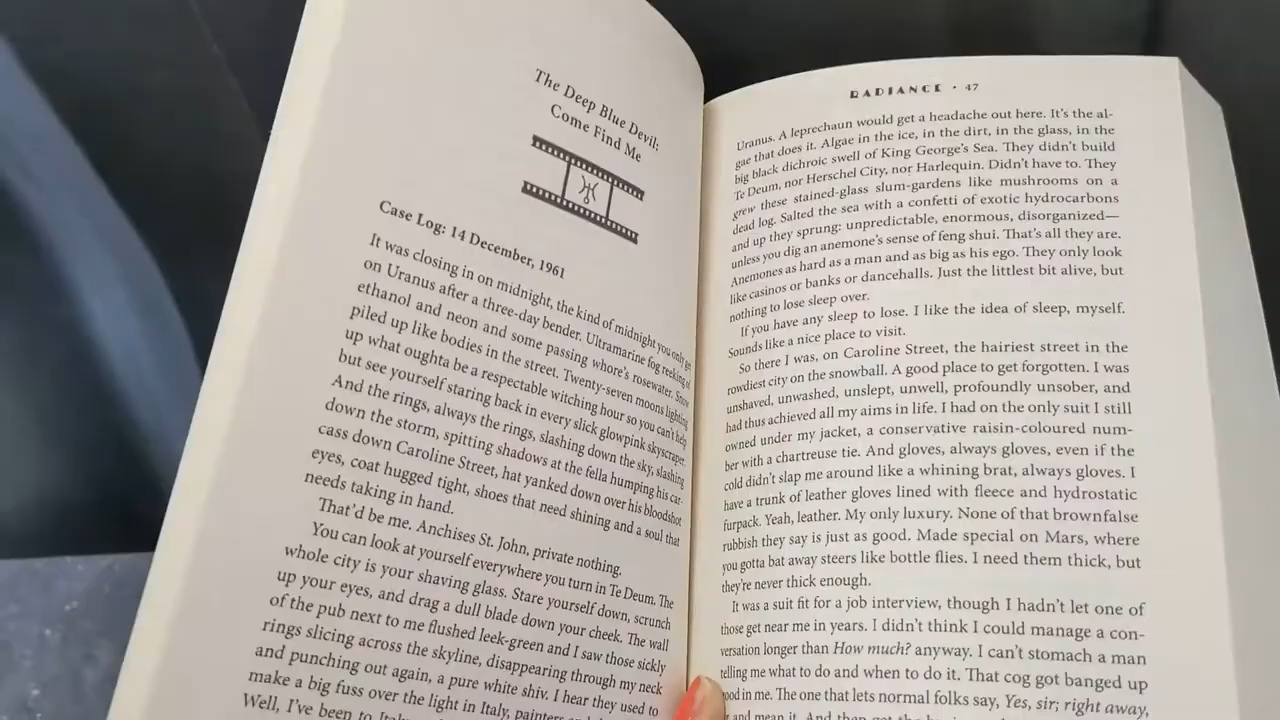 The Deep Blue Devil:
Come Find Me
Case Log: 14 December, 1961
It was closing in on midnight, the kind of midnight you only get
on Uranus after a three-day bender. Ultramarine fog reeking of
ethanol and neon and some passing whore's rosewater. Snow
piled up like bodies in the street. Twenty-seven moons lighting
up what oughta be a respectable witching hour so you can't help
but see yourself staring back in every slick glowpink skyscraper.
And the rings, always the rings, slashing down the sky, slashing
down the storm, spitting shadows at the fella humping his car-
cass down Caroline Street, hat yanked down over his bloodshot
eyes, coat hugged tight, shoes that need shining and a soul that
needs taking in hand.
That'd be me. Anchises St. John, private nothing.
You can look at yourself everywhere you turn in Te Deum. The
whole city is your shaving glass. Stare yourself down, scrunch
up your eyes, and drag a dull blade down your cheek. The wall
of the pub next to me flushed leek-green and I saw those sickly
rings slicing across the skyline, disappearing through my neck
and punching out again, a pure white shiv. I hear they used to
make a big fuss over the light in Italy, painters
Well, I've been to
RADIANCE • 47
Uranus. A leprechaun would get a headache out here. It's the al-
gae that does it. Algae in the ice, in the dirt, in the glass, in the
big black dichroic swell of King George's Sea. They didn't build
Te Deum, nor Herschel City, nor Harlequin. Didn't have to. They
grew these stained-glass slum-gardens like mushrooms on a
dead log. Salted the sea with a confetti of exotic hydrocarbons
and up they sprung: unpredictable, enormous, disorganized—
unless you dig an anemone's sense of feng shui. That's all they are.
Anemones as hard as a man and as big as his ego. They only look
like casinos or banks or dancehalls. Just the littlest bit alive, but
nothing to lose sleep over.
If you have any sleep to lose. I like the idea of sleep, myself.
Sounds like a nice place to visit.
So there I was, on Caroline Street, the hairiest street in the
rowdiest city on the snowball. A good place to get forgotten. I was
unshaved, unwashed, unslept, unwell, profoundly unsober, and
had thus achieved all my aims in life. I had on the only suit I still
owned under my jacket, a conservative raisin-coloured num-
ber with a chartreuse tie. And gloves, always gloves, even if the
cold didn't slap me around like a whining brat, always gloves. I
have a trunk of leather gloves lined with fleece and hydrostatic
furpack. Yeah, leather. My only luxury. None of that brownfalse
rubbish they say is just as good. Made special on Mars, where
you gotta bat away steers like bottle flies. I need them thick, but
they're never thick enough.
It was a suit fit for a job interview, though I hadn't let one of
those get near me in years. I didn't think I could manage a con-
versation longer than How much? anyway. I can't stomach a man
telling me what to do and when to do it. That cog got banged up
good in me. The one that lets normal folks say, Yes, sir; right away,
and mean it. And then